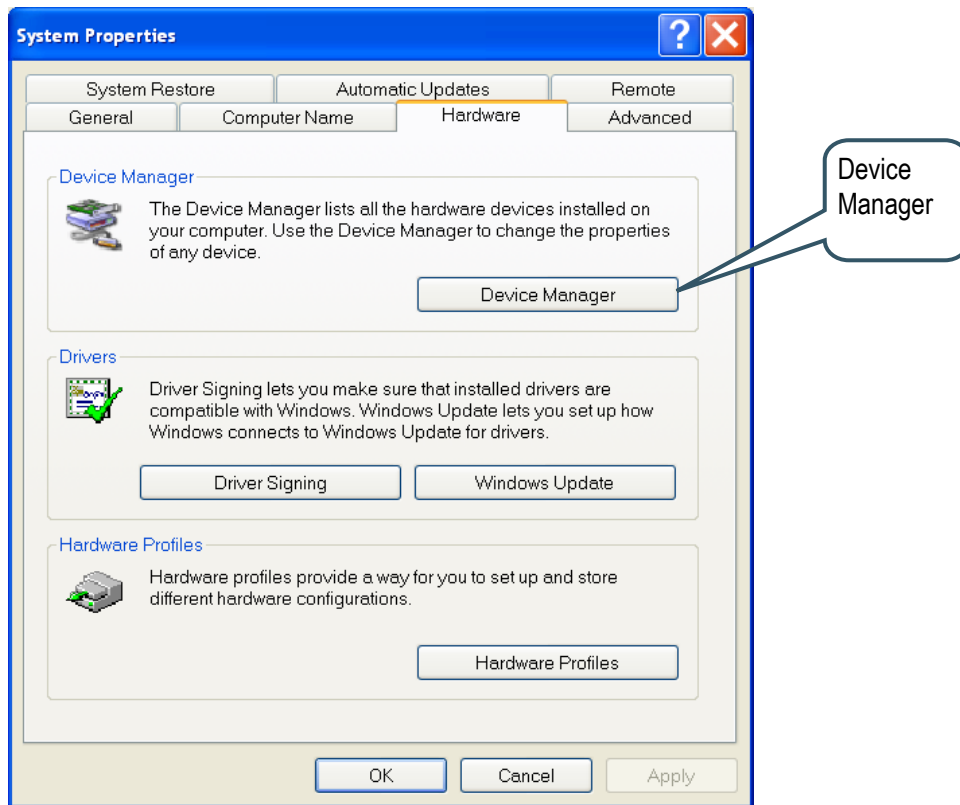 System Properties
System Restore
Automatic Updates
Remote
General
Computer Name
Hardware
Advanced
Device Manager
The Device Manager lists all the hardware devices installed on
your computer. Use the Device Manager to change the properties
of any device.
Device Manager
Drivers
Driver Signing lets you make sure that installed drivers are
compatible with Windows. Windows Update lets you set up how
Windows connects to Windows Update for drivers.
Driver Signing
Windows Update
Hardware Profiles
Hardware profiles provide a way for you to set up and store
different hardware configurations.
Hardware Profiles
OK
Cancel
Apply
Device
Manager